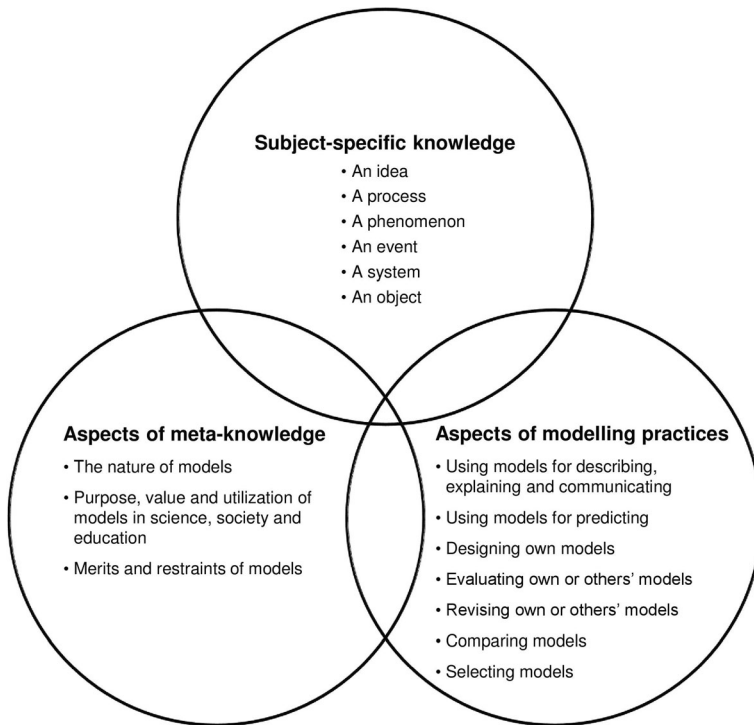 Subject-specific knowledge
• An idea
• A process
• A phenomenon
• An event
• A system
• An object
Aspects of meta-knowledge
• The nature of models
• Purpose, value and utilization of
models in science, society and
education
• Merits and restraints of models
Aspects of modelling practices
• Using models for describing,
explaining and communicating
• Using models for predicting
• Designing own models
• Evaluating own or others’ models
• Revising own or others’ models
• Comparing models
• Selecting models